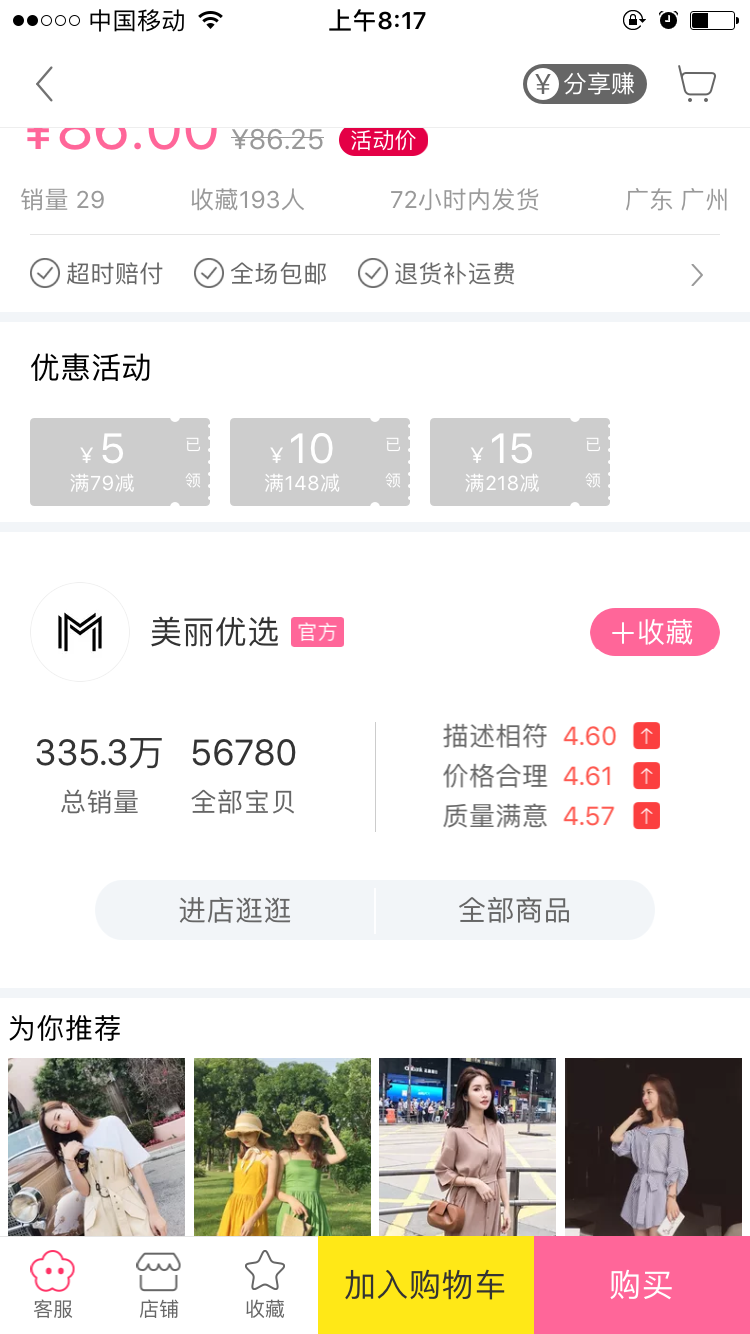 中国移动 上午8:17
¥ 分享赚
¥86.00 ¥86.25 活动价
销量 29 收藏193人 72小时内发货 广东 广州
超时赔付 全场包邮 退货补运费
优惠活动
¥ 5 满79减 已领
¥ 10 满148减 已领
¥ 15 满218减 已领
美丽优选 官方 +收藏
335.3万 56780
总销量 全部宝贝
描述相符 4.60
价格合理 4.61
质量满意 4.57
进店逛逛 全部商品
为你推荐
客服 店铺 收藏 加入购物车 购买